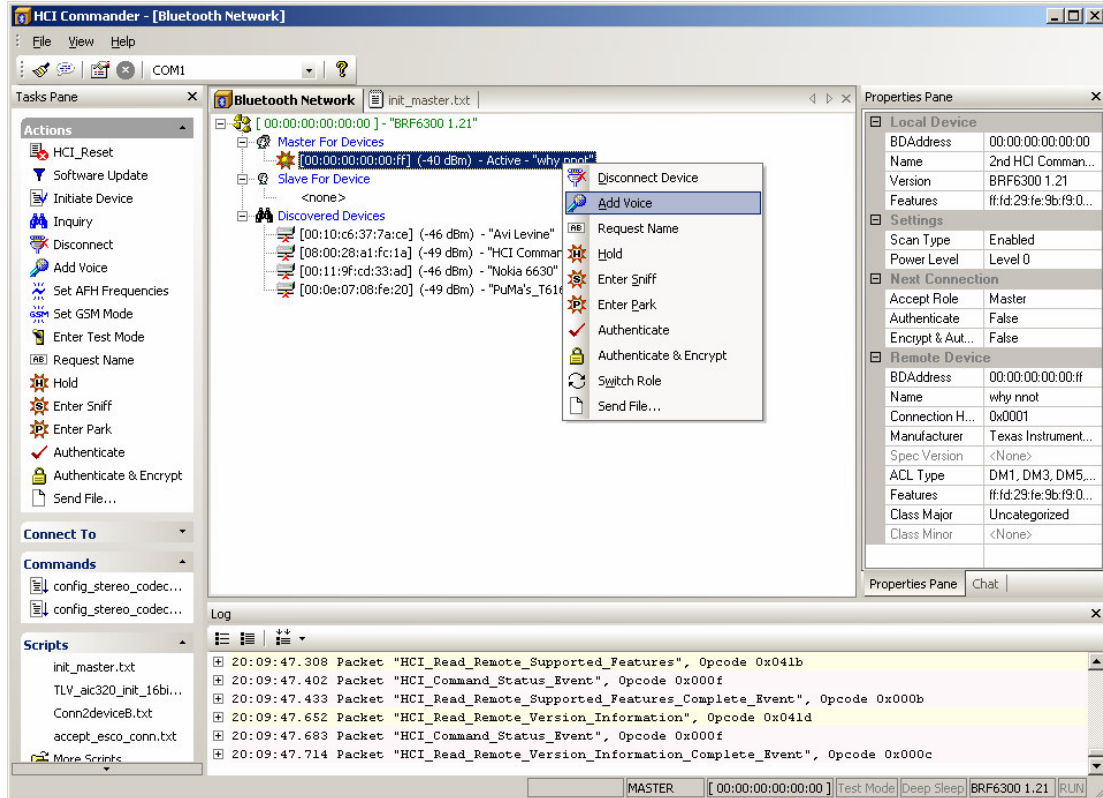 HCI Commander - [Bluetooth Network]
File View Help
COM1
Tasks Pane
Actions
HCI_Reset
Software Update
Initiate Device
Inquiry
Disconnect
Add Voice
Set AFH Frequencies
Set GSM Mode
Enter Test Mode
Request Name
Hold
Enter Sniff
Enter Park
Authenticate
Authenticate & Encrypt
Send File...
Connect To
Commands
config_stereo_codec...
config_stereo_codec...
Scripts
init_master.txt
TLV_aic320_init_16bi...
Conn2deviceB.txt
accept_esco_conn.txt
More Scripts
Bluetooth Network init_master.txt
[ 00:00:00:00:00:00 ] - "BRF6300 1.21"
Master For Devices
[00:00:00:00:00:ff] (-40 dBm) - Active - "why nnot"
Slave For Device
<none>
Discovered Devices
[00:10:c6:37:7a:ce] (-46 dBm) - "Avi Levine"
[08:00:28:a1:fc:1a] (-49 dBm) - "HCI Commar
[00:11:9f:cd:33:ad] (-46 dBm) - "Nokia 6630"
[00:0e:07:08:fe:20] (-49 dBm) - "PuMa's_T616
Disconnect Device
Add Voice
Request Name
Hold
Enter Sniff
Enter Park
Authenticate
Authenticate & Encrypt
Switch Role
Send File...
Properties Pane
Local Device
BDAddress 00:00:00:00:00:00
Name 2nd HCI Comman...
Version BRF6300 1.21
Features ff:fd:29:fe:9b:f9:0...
Settings
Scan Type Enabled
Power Level Level 0
Next Connection
Accept Role Master
Authenticate False
Encrypt & Aut... False
Remote Device
BDAddress 00:00:00:00:00:ff
Name why nnot
Connection H... 0x0001
Manufacturer Texas Instrument...
Spec Version <None>
ACL Type DM1, DM3, DM5,...
Features ff:fd:29:fe:9b:f9:0...
Class Major Uncategorized
Class Minor <None>
Properties Pane Chat
Log
20:09:47.308 Packet "HCI_Read_Remote_Supported_Features", Opcode 0x041b
20:09:47.402 Packet "HCI_Command_Status_Event", Opcode 0x000f
20:09:47.433 Packet "HCI_Read_Remote_Supported_Features_Complete_Event", Opcode 0x000b
20:09:47.652 Packet "HCI_Read_Remote_Version_Information", Opcode 0x041d
20:09:47.683 Packet "HCI_Command_Status_Event", Opcode 0x000f
20:09:47.714 Packet "HCI_Read_Remote_Version_Information_Complete_Event", Opcode 0x000c
MASTER [ 00:00:00:00:00:00 ] Test Mode Deep Sleep BRF6300 1.21 RUN